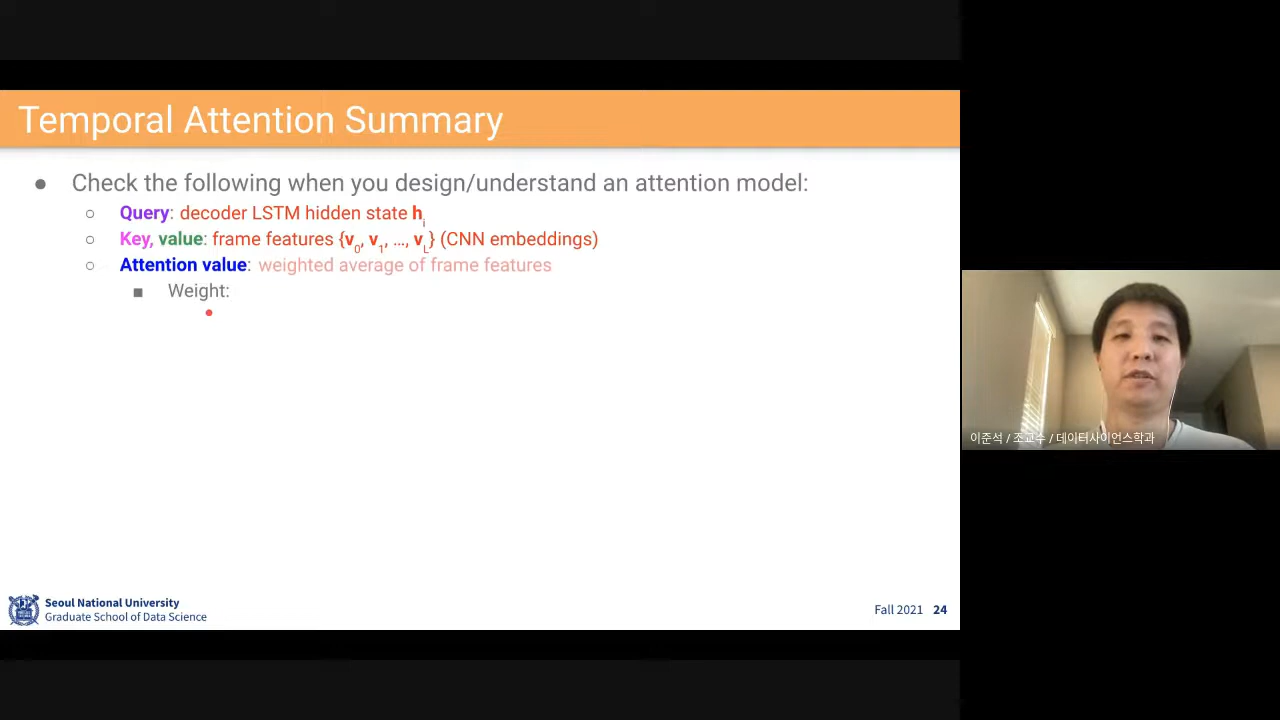 Temporal Attention Summary
● Check the following when you design/understand an attention model:
○ Query: decoder LSTM hidden state hᵢ
○ Key, value: frame features {v₀, v₁, …, v_L} (CNN embeddings)
○ Attention value: weighted average of frame features
■ Weight:
이준석 / 조교수 / 데이터사이언스학과
Seoul National University
Graduate School of Data Science
Fall 2021 24